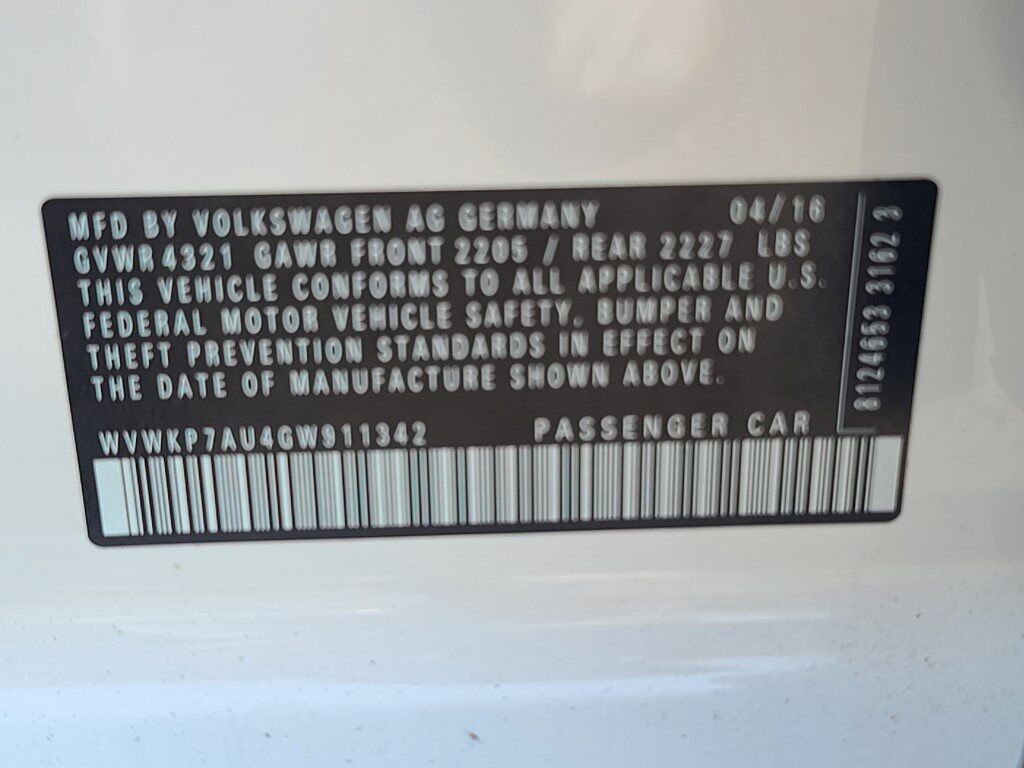 MFD BY VOLKSWAGEN AG GERMANY 04/16
GVWR 4321 GAWR FRONT 2205 / REAR 2227 LBS
THIS VEHICLE CONFORMS TO ALL APPLICABLE U.S.
FEDERAL MOTOR VEHICLE SAFETY, BUMPER AND
THEFT PREVENTION STANDARDS IN EFFECT ON
THE DATE OF MANUFACTURE SHOWN ABOVE.
WVWKP7AU4GW911342 PASSENGER CAR
8124653 3162 3